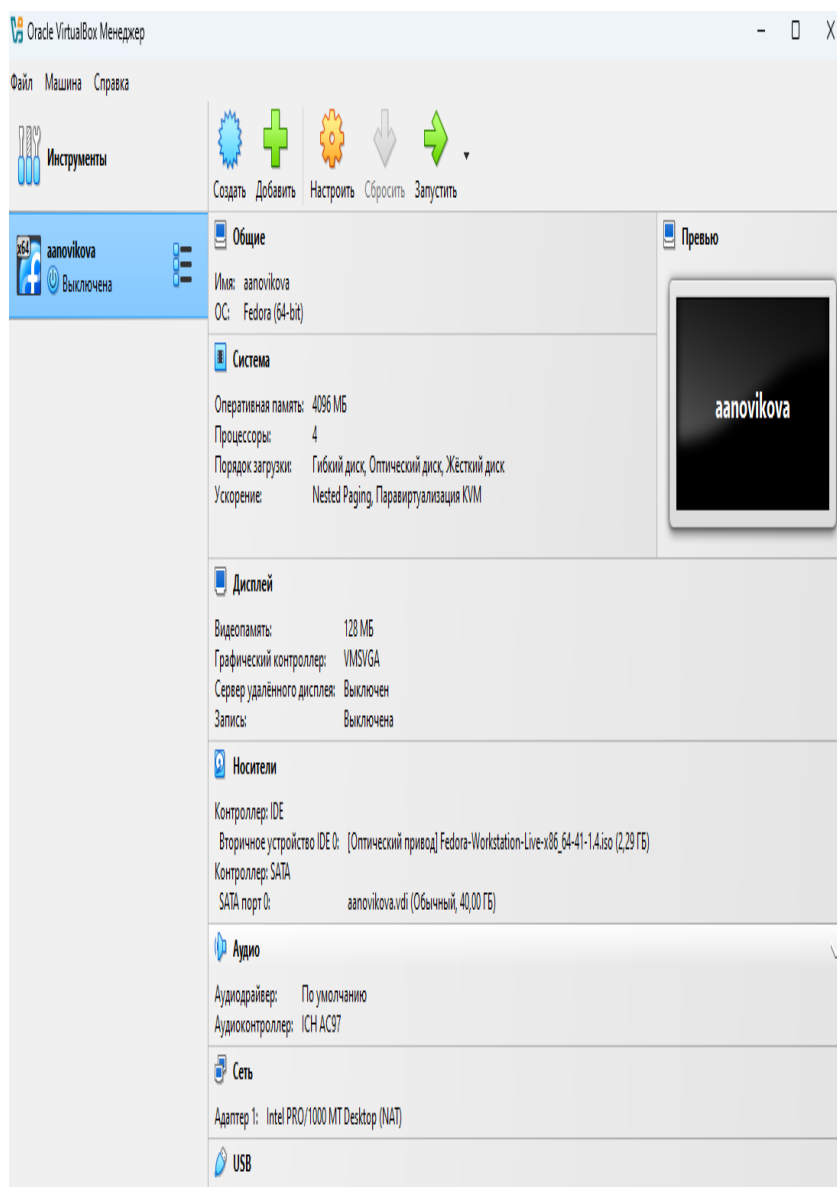 Oracle VirtualBox Менеджер
Файл Машина Справка
Инструменты
Создать Добавить Настроить Сбросить Запустить
x64
aanovikova
Выключена
Общие
Имя: aanovikova
ОС: Fedora (64-bit)
Превью
aanovikova
Система
Оперативная память: 4096 МБ
Процессоры: 4
Порядок загрузки: Гибкий диск, Оптический диск, Жёсткий диск
Ускорение: Nested Paging, Паравиртуализация KVM
Дисплей
Видеопамять: 128 МБ
Графический контроллер: VMSVGA
Сервер удалённого дисплея: Выключен
Запись: Выключена
Носители
Контроллер: IDE
Вторичное устройство IDE 0: [Оптический привод] Fedora-Workstation-Live-x86_64-41-1.4.iso (2,29 ГБ)
Контроллер: SATA
SATA порт 0: aanovikova.vdi (Обычный, 40,00 ГБ)
Аудио
Аудиодрайвер: По умолчанию
Аудиоконтроллер: ICH AC97
Сеть
Адаптер 1: Intel PRO/1000 MT Desktop (NAT)
USB